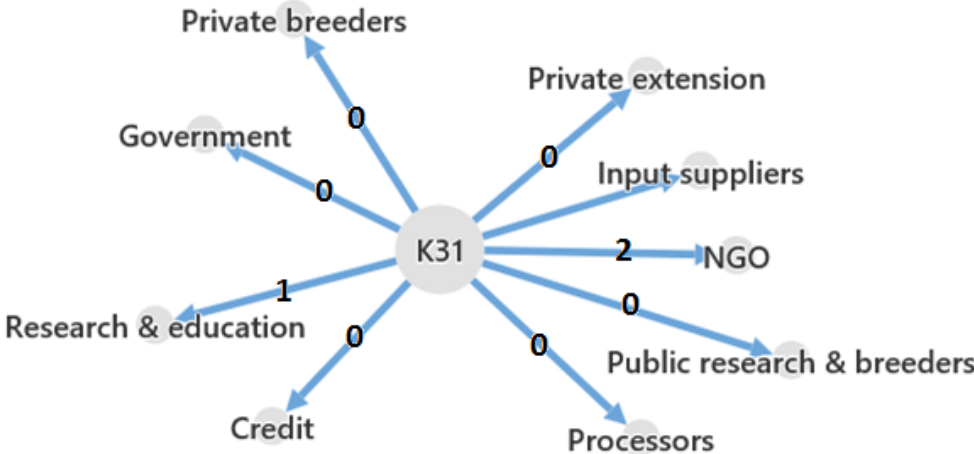 Private breeders
Private extension
0
Government
0
Input suppliers
0
K31
2
NGO
1
0
Research & education
0
0
Public research & breeders
Credit
Processors